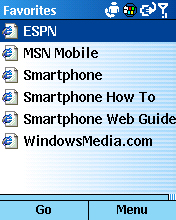 Favorites
ESPN
MSN Mobile
Smartphone
Smartphone How To
Smartphone Web Guide
WindowsMedia.com
Go Menu